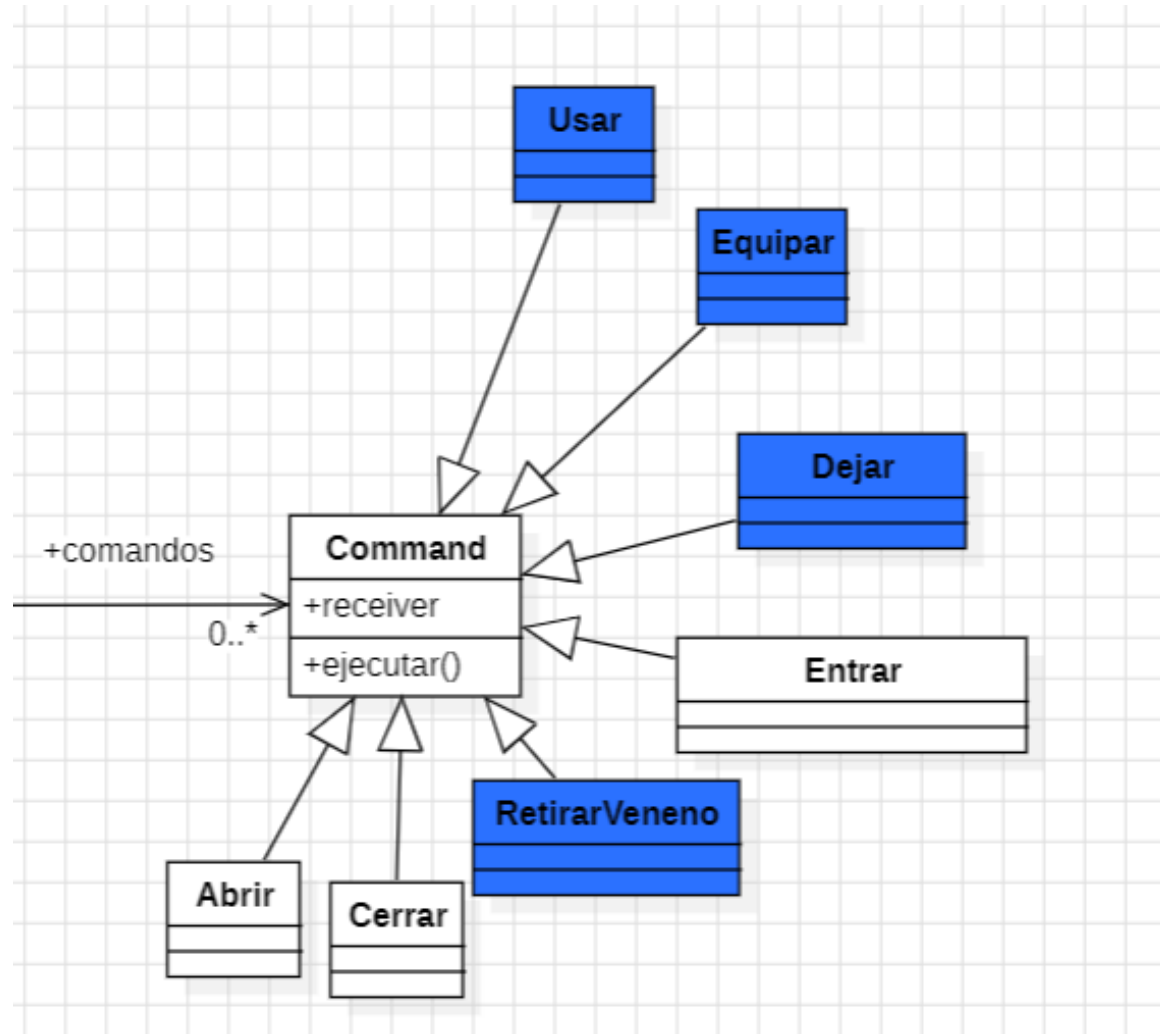 Usar
Equipar
Dejar
+comandos
Command
+receiver
0..*
+ejecutar()
Entrar
RetirarVeneno
Abrir
Cerrar